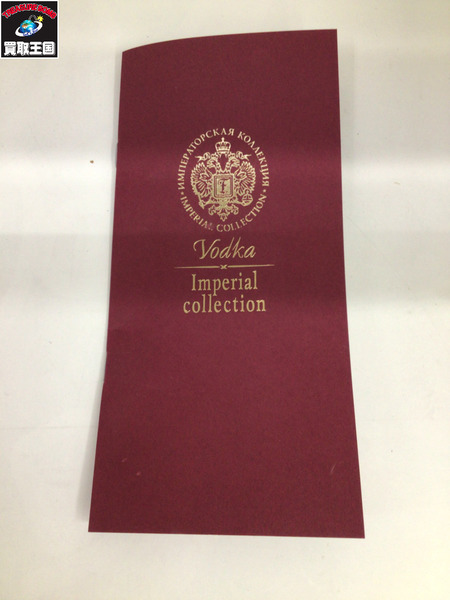 買取王国
ИМПЕРАТОРСКАЯ КОЛЛЕКЦИЯ
IMPERIAL COLLECTION
Vodka
Imperial
collection